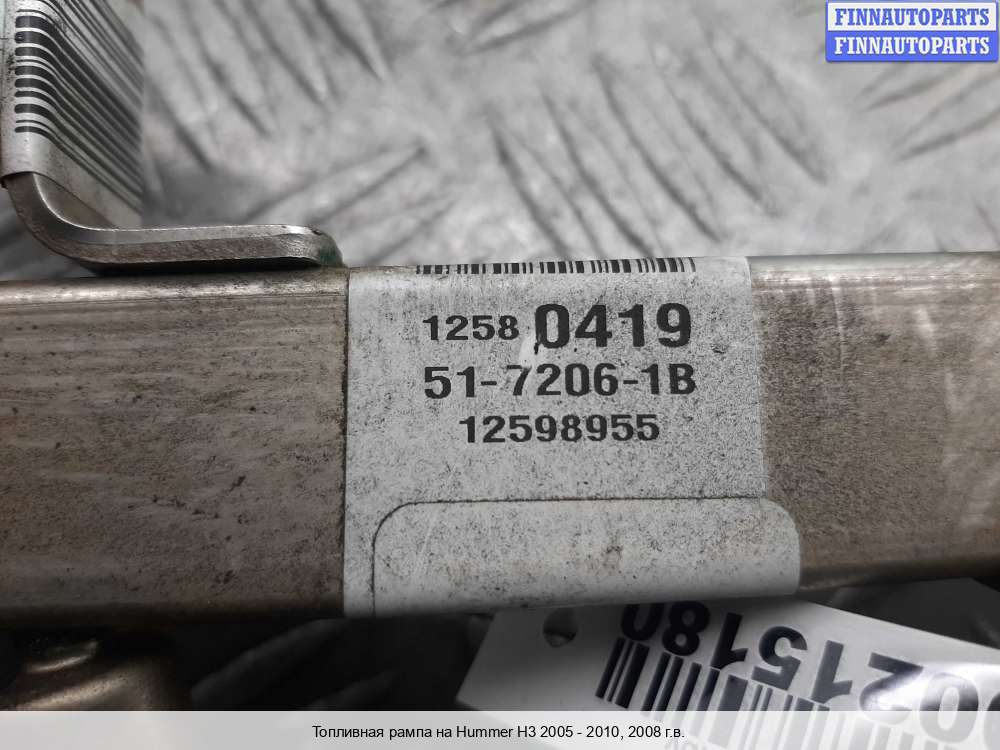 FINNAUTOPARTS
FINNAUTOPARTS
1258 0419
51-7206-1B
12598955
0215180
Топливная рампа на Hummer H3 2005 - 2010, 2008 г.в.